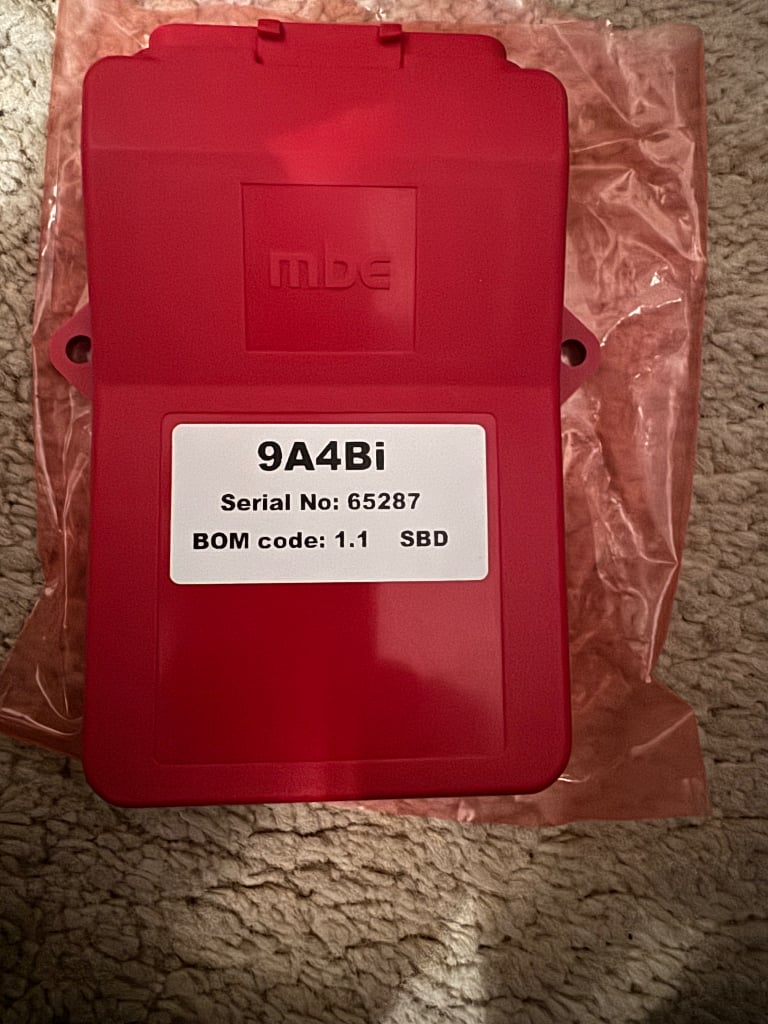 mbe
9A4Bi
Serial No: 65287
BOM code: 1.1 SBD